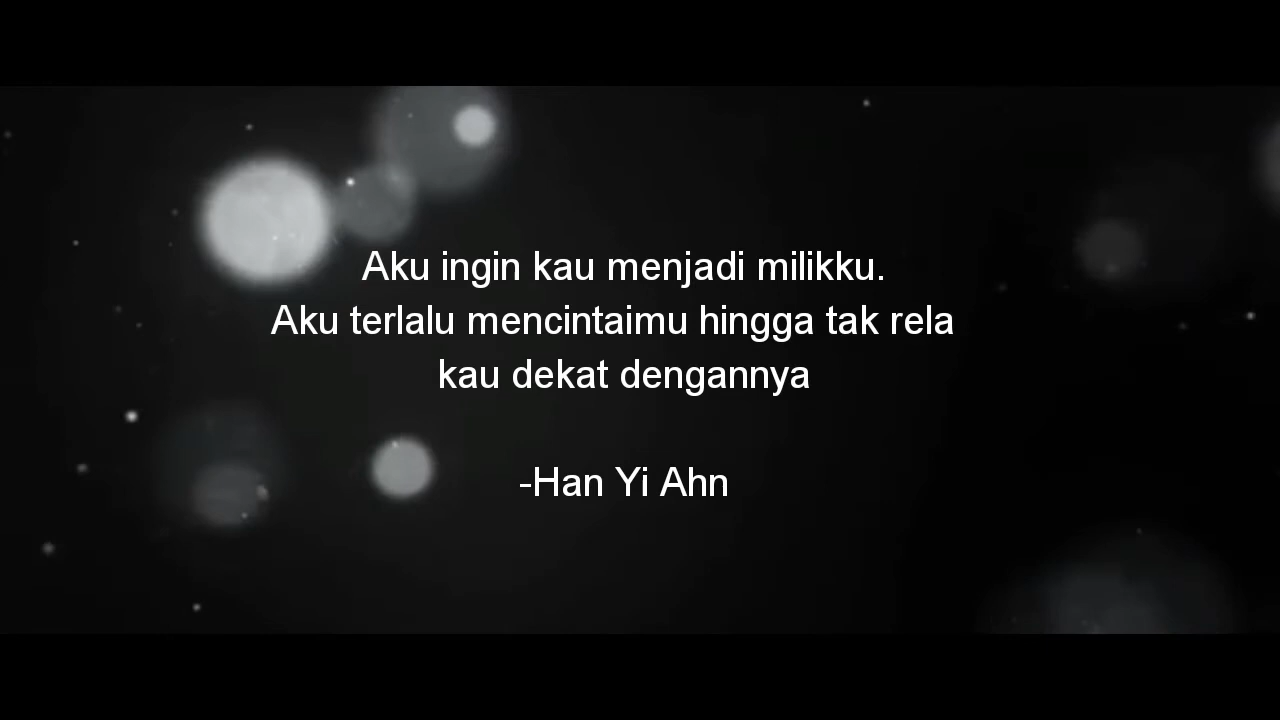 Aku ingin kau menjadi milikku.
Aku terlalu mencintaimu hingga tak rela
kau dekat dengannya
-Han Yi Ahn